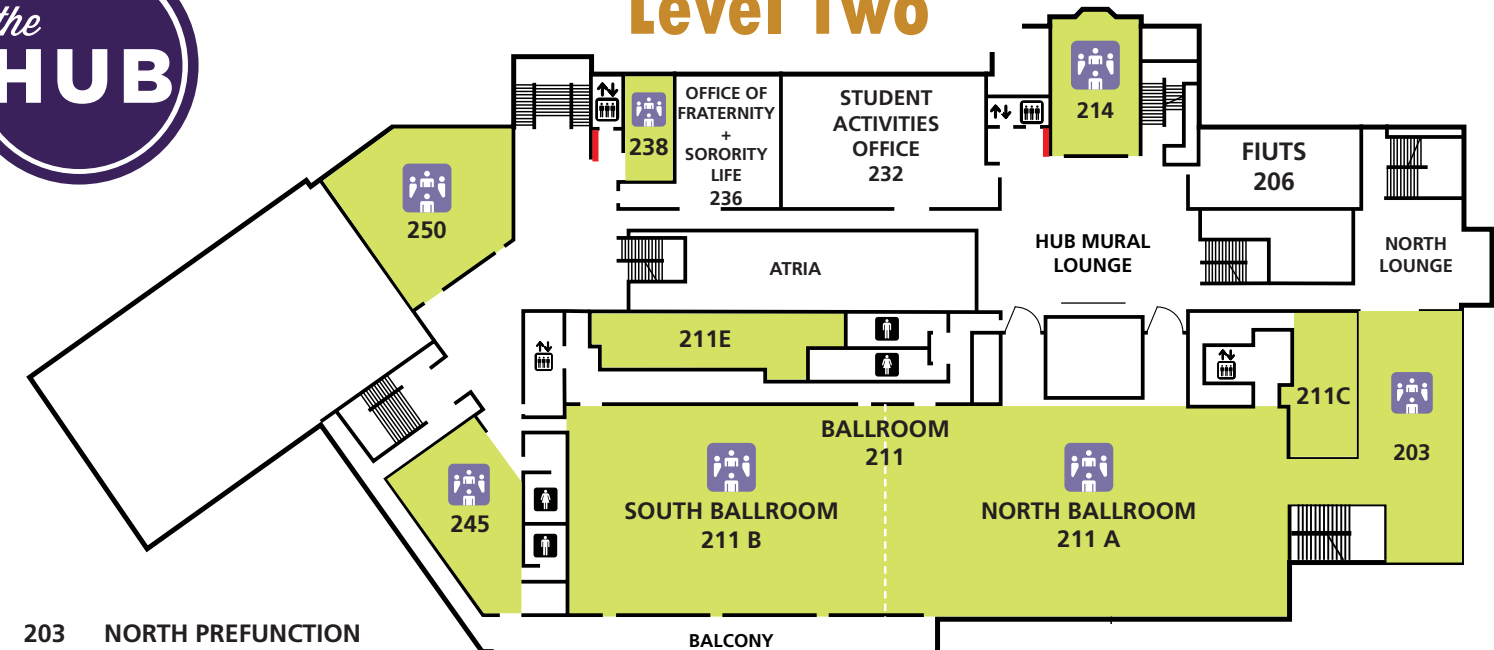 the
HUB
Level Two
214
238
OFFICE OF
FRATERNITY
+
SORORITY
LIFE
236
STUDENT
ACTIVITIES
OFFICE
232
FIUTS
206
250
ATRIA
HUB MURAL
LOUNGE
NORTH
LOUNGE
211E
211C
203
BALLROOM
211
SOUTH BALLROOM
211 B
NORTH BALLROOM
211 A
245
BALCONY
203 NORTH PREFUNCTION